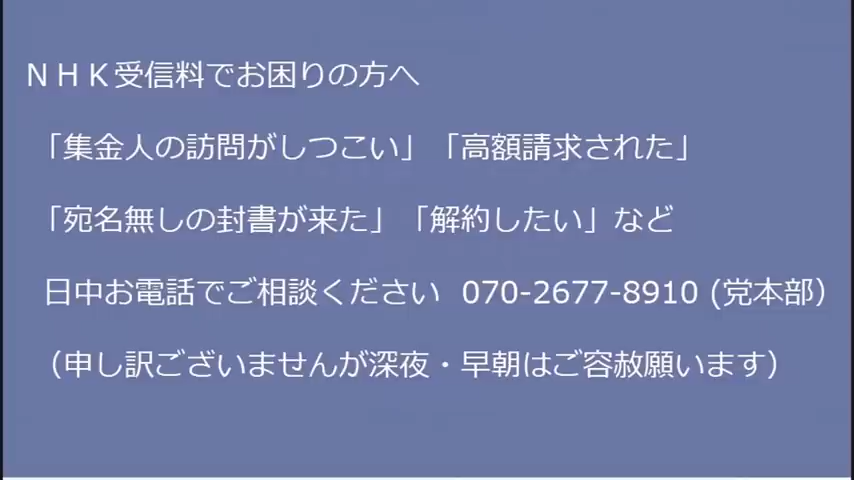 ＮＨＫ受信料でお困りの方へ
「集金人の訪問がしつこい」「高額請求された」
「宛名無しの封書が来た」「解約したい」など
日中お電話でご相談ください 070-2677-8910 (党本部）
（申し訳ございませんが深夜・早朝はご容赦願います）